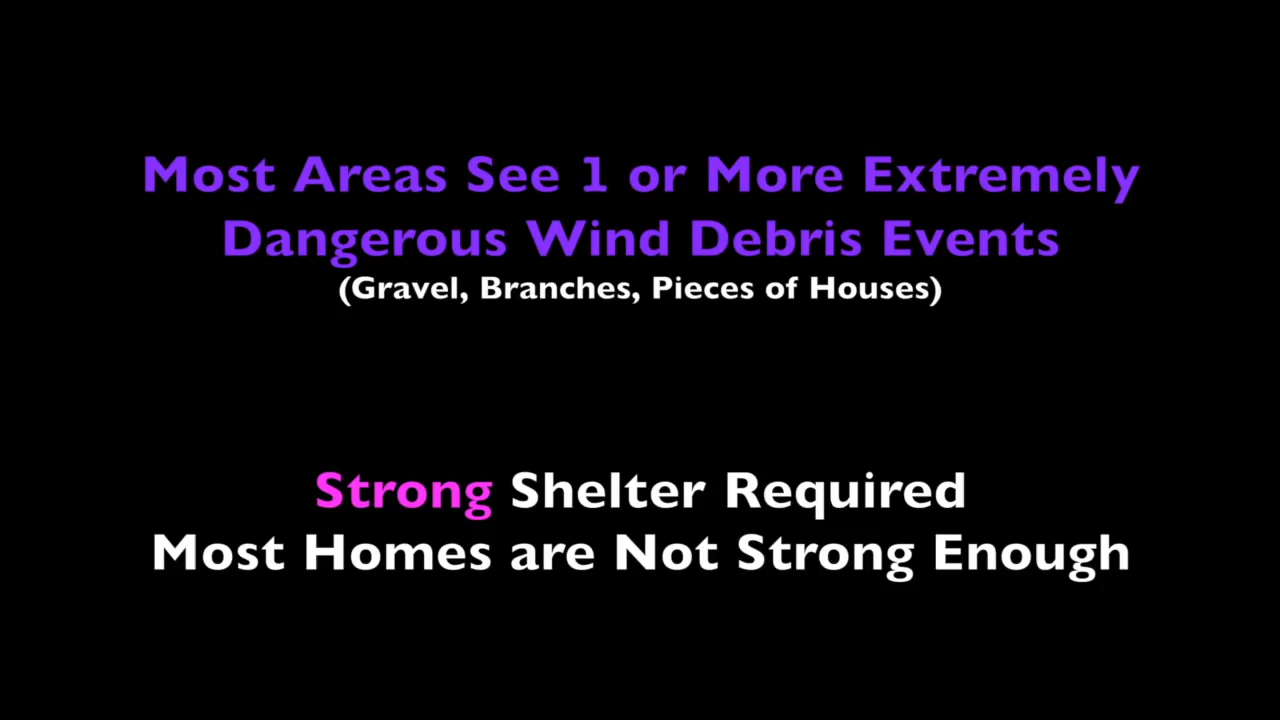 Most Areas See 1 or More Extremely
Dangerous Wind Debris Events
(Gravel, Branches, Pieces of Houses)
Strong Shelter Required
Most Homes are Not Strong Enough